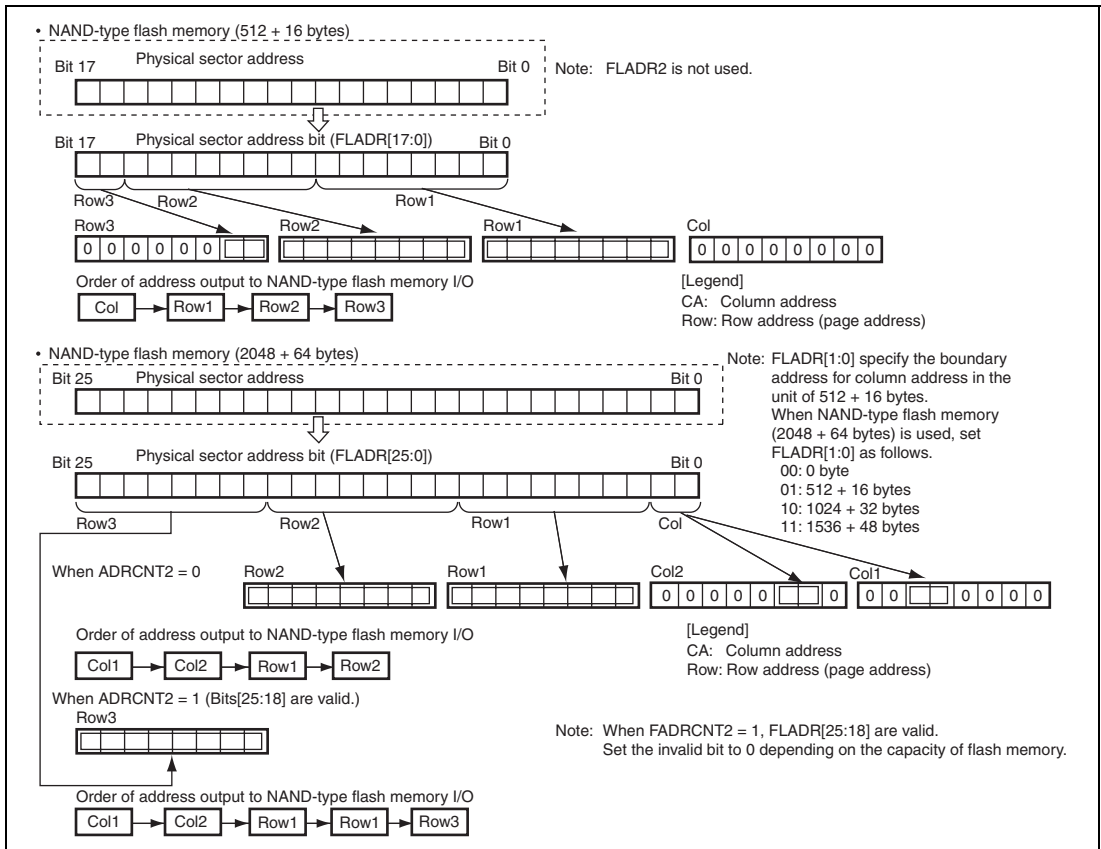 • NAND-type flash memory (512 + 16 bytes)
Bit 17 Physical sector address Bit 0
Note: FLADR2 is not used.
Bit 17 Physical sector address bit (FLADR[17:0]) Bit 0
Row3 Row2 Row1
Row3 Row2 Row1 Col
0 0 0 0 0 0 0 0 0 0 0 0 0 0
Order of address output to NAND-type flash memory I/O
Col Row1 Row2 Row3
[Legend]
CA: Column address
Row: Row address (page address)
• NAND-type flash memory (2048 + 64 bytes)
Bit 25 Physical sector address Bit 0
Note: FLADR[1:0] specify the boundary
address for column address in the
unit of 512 + 16 bytes.
When NAND-type flash memory
(2048 + 64 bytes) is used, set
FLADR[1:0] as follows.
00: 0 byte
01: 512 + 16 bytes
10: 1024 + 32 bytes
11: 1536 + 48 bytes
Bit 25 Physical sector address bit (FLADR[25:0]) Bit 0
Row3 Row2 Row1 Col
When ADRCNT2 = 0
Row2 Row1 Col2 Col1
0 0 0 0 0 0 0 0 0 0 0 0
Order of address output to NAND-type flash memory I/O
Col1 Col2 Row1 Row2
[Legend]
CA: Column address
Row: Row address (page address)
When ADRCNT2 = 1 (Bits[25:18] are valid.)
Row3
Note: When FADRCNT2 = 1, FLADR[25:18] are valid.
Set the invalid bit to 0 depending on the capacity of flash memory.
Order of address output to NAND-type flash memory I/O
Col1 Col2 Row1 Row1 Row3